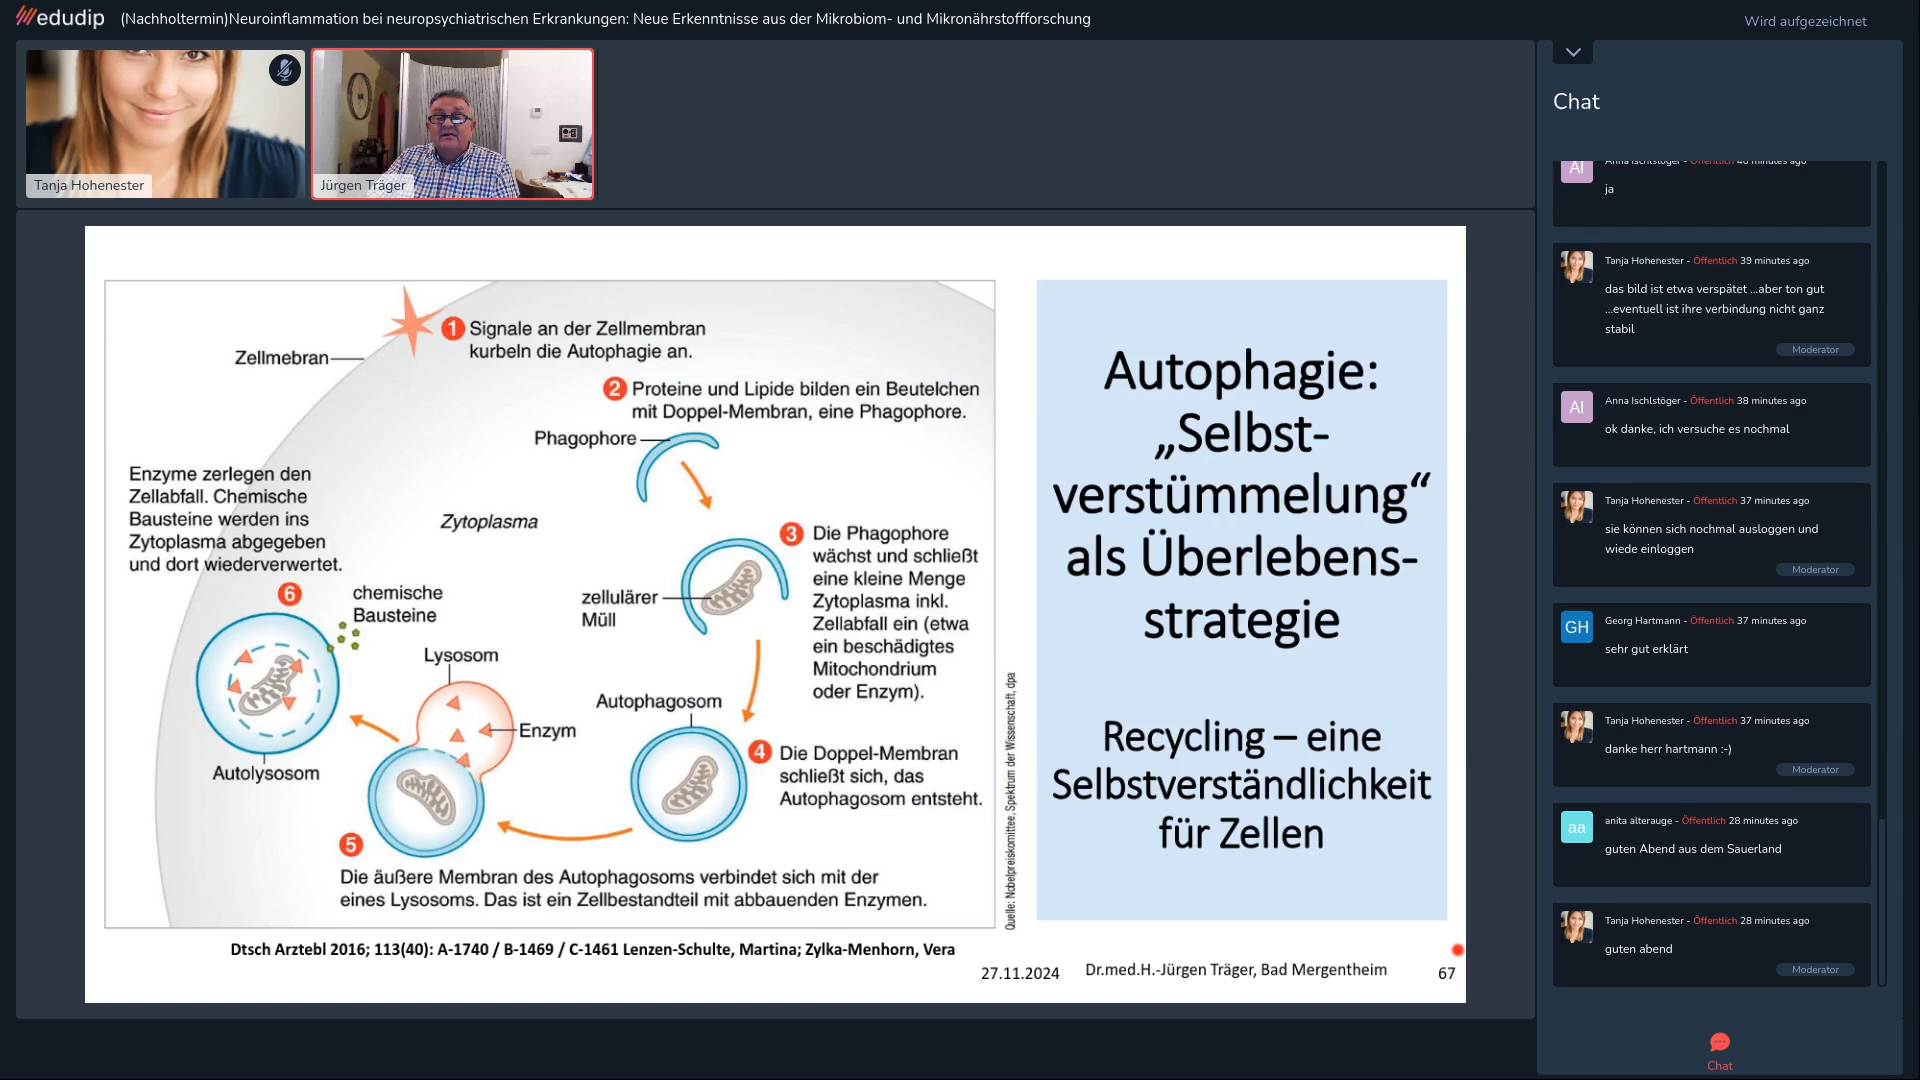 edudip
(Nachholtermin)Neuroinflammation bei neuropsychiatrischen Erkrankungen: Neue Erkenntnisse aus der Mikrobiom- und Mikronährstoffforschung
Wird aufgezeichnet
Tanja Hohenester
Jürgen Träger
Zellmebran
1 Signale an der Zellmembran
kurbeln die Autophagie an.
2 Proteine und Lipide bilden ein Beutelchen
mit Doppel-Membran, eine Phagophore.
Phagophore
Enzyme zerlegen den
Zellabfall. Chemische
Bausteine werden ins
Zytoplasma abgegeben
und dort wiederverwertet.
6
Zytoplasma
3 Die Phagophore
wächst und schließt
eine kleine Menge
Zytoplasma inkl.
Zellabfall ein (etwa
ein beschädigtes
Mitochondrium
oder Enzym).
zellulärer
Müll
chemische
Bausteine
Lysosom
Enzym
Autophagosom
4 Die Doppel-Membran
schließt sich, das
Autophagosom entsteht.
Autolysosom
5
Die äußere Membran des Autophagosoms verbindet sich mit der
eines Lysosoms. Das ist ein Zellbestandteil mit abbauenden Enzymen.
Quelle: Nobelpreiskomittee, Spektrum der Wissenschaft, dpa
Autophagie:
„Selbst-
verstümmelung“
als Überlebens-
strategie
Recycling – eine
Selbstverständlichkeit
für Zellen
Dtsch Arztebl 2016; 113(40): A-1740 / B-1469 / C-1461 Lenzen-Schulte, Martina; Zylka-Menhorn, Vera
27.11.2024
Dr.med.H.-Jürgen Träger, Bad Mergentheim
67
Chat
AI
Anna Ischlstöger - Öffentlich 40 minutes ago
ja
Tanja Hohenester - Öffentlich 39 minutes ago
das bild ist etwa verspätet ...aber ton gut
...eventuell ist ihre verbindung nicht ganz
stabil
Moderator
AI
Anna Ischlstöger - Öffentlich 38 minutes ago
ok danke, ich versuche es nochmal
Tanja Hohenester - Öffentlich 37 minutes ago
sie können sich nochmal ausloggen und
wiede einloggen
Moderator
GH
Georg Hartmann - Öffentlich 37 minutes ago
sehr gut erklärt
Tanja Hohenester - Öffentlich 37 minutes ago
danke herr hartmann :-)
Moderator
aa
anita alterauge - Öffentlich 28 minutes ago
guten Abend aus dem Sauerland
Tanja Hohenester - Öffentlich 28 minutes ago
guten abend
Moderator
Chat